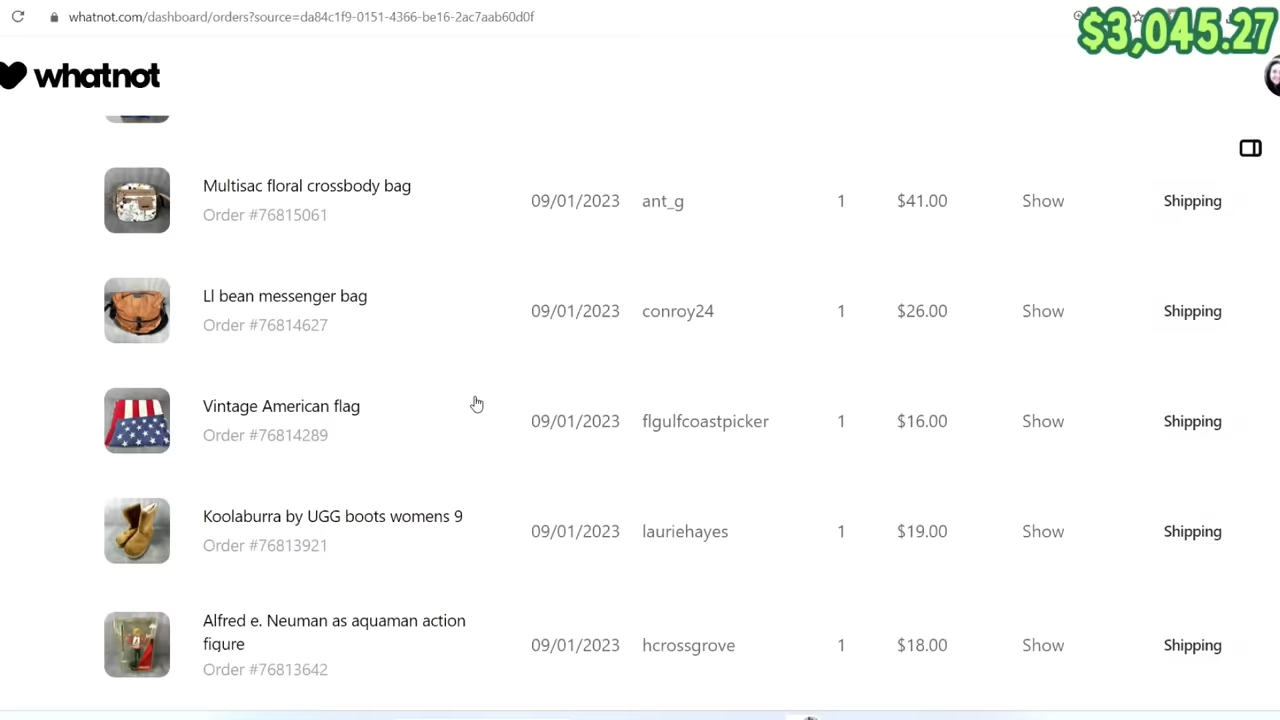 whatnot.com/dashboard/orders?source=da84c1f9-0151-4366-be16-2ac7aab60d0f
$3,045.27
whatnot
Multisac floral crossbody bag
Order #76815061
09/01/2023 ant_g 1 $41.00 Show Shipping
Ll bean messenger bag
Order #76814627
09/01/2023 conroy24 1 $26.00 Show Shipping
Vintage American flag
Order #76814289
09/01/2023 flgulfcoastpicker 1 $16.00 Show Shipping
Koolaburra by UGG boots womens 9
Order #76813921
09/01/2023 lauriehayes 1 $19.00 Show Shipping
Alfred e. Neuman as aquaman action
figure
Order #76813642
09/01/2023 hcrossgrove 1 $18.00 Show Shipping